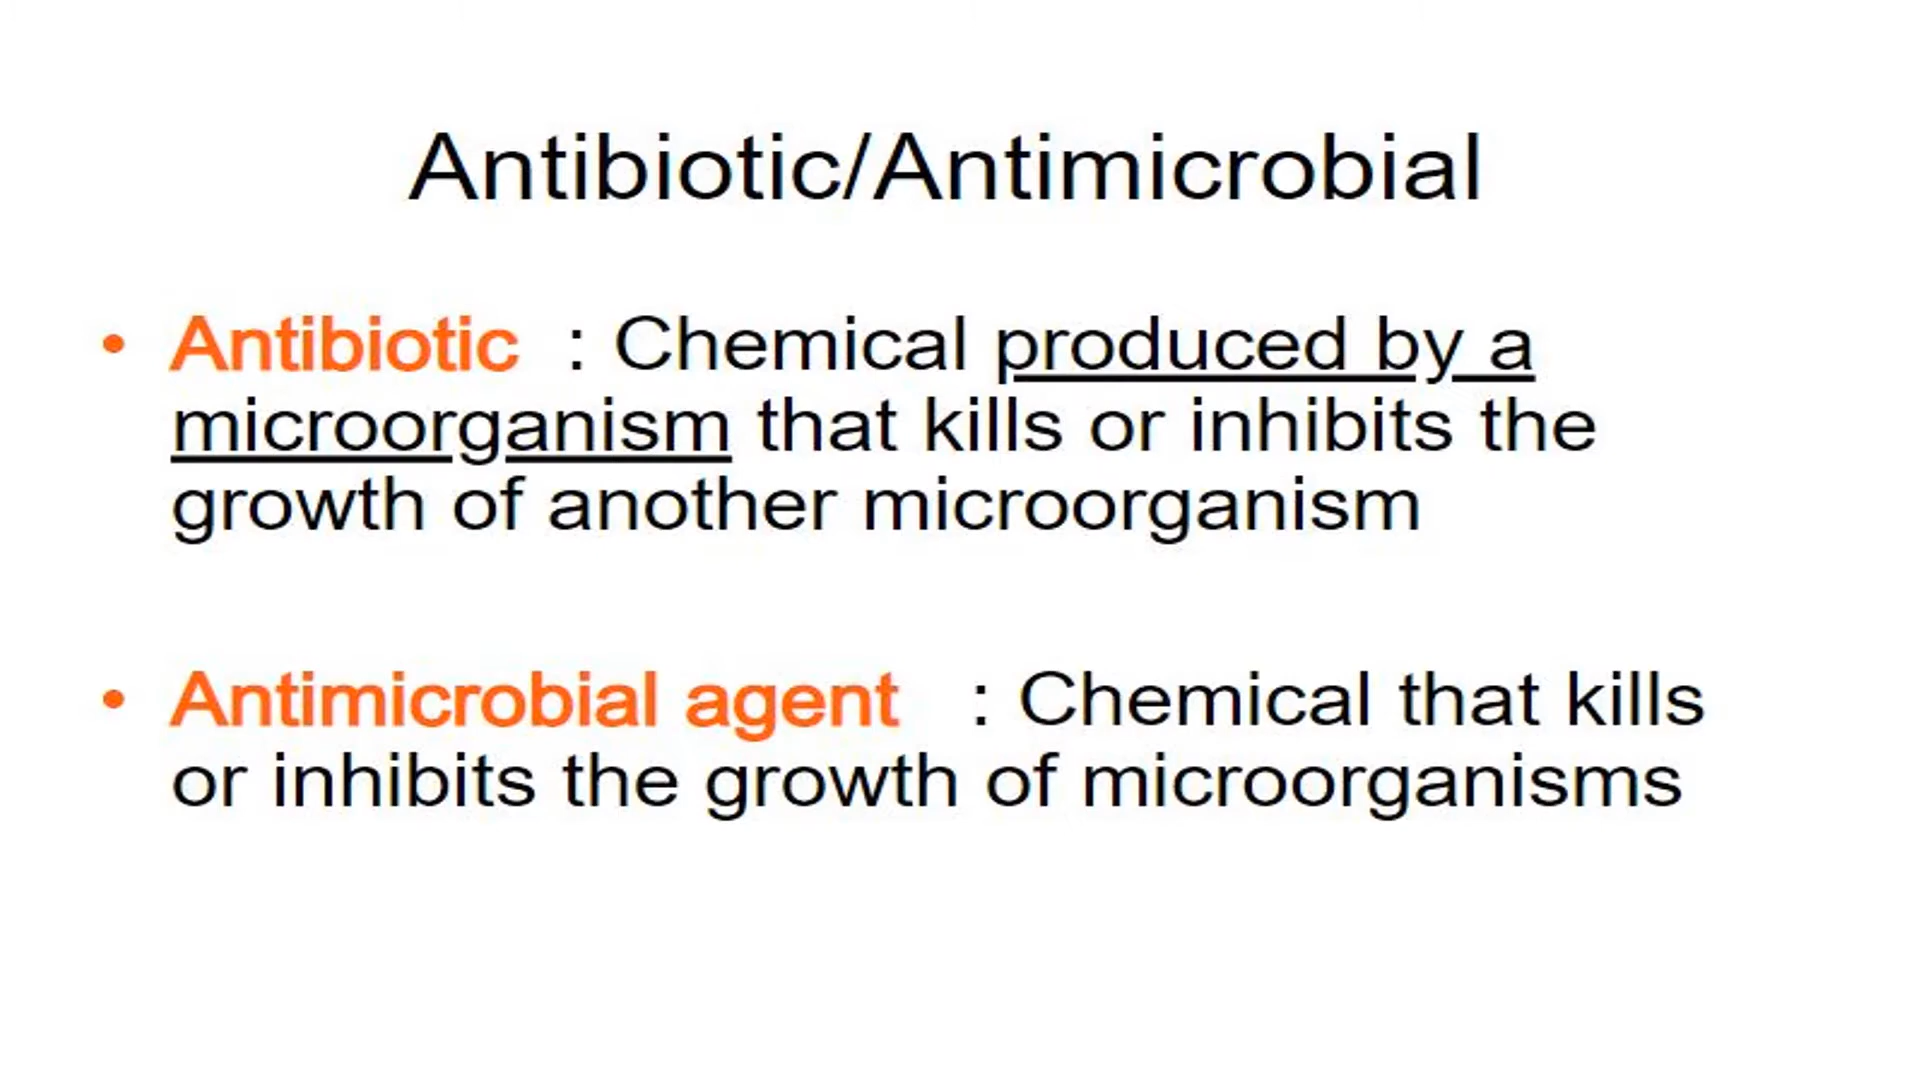 Antibiotic/Antimicrobial
• Antibiotic : Chemical produced by a
microorganism that kills or inhibits the
growth of another microorganism
• Antimicrobial agent : Chemical that kills
or inhibits the growth of microorganisms